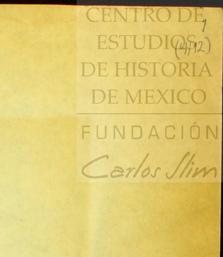 CENTRO DE
ESTUDIOS
DE HISTORIA
DE MEXICO
FUNDACIÓN
Carlos Slim